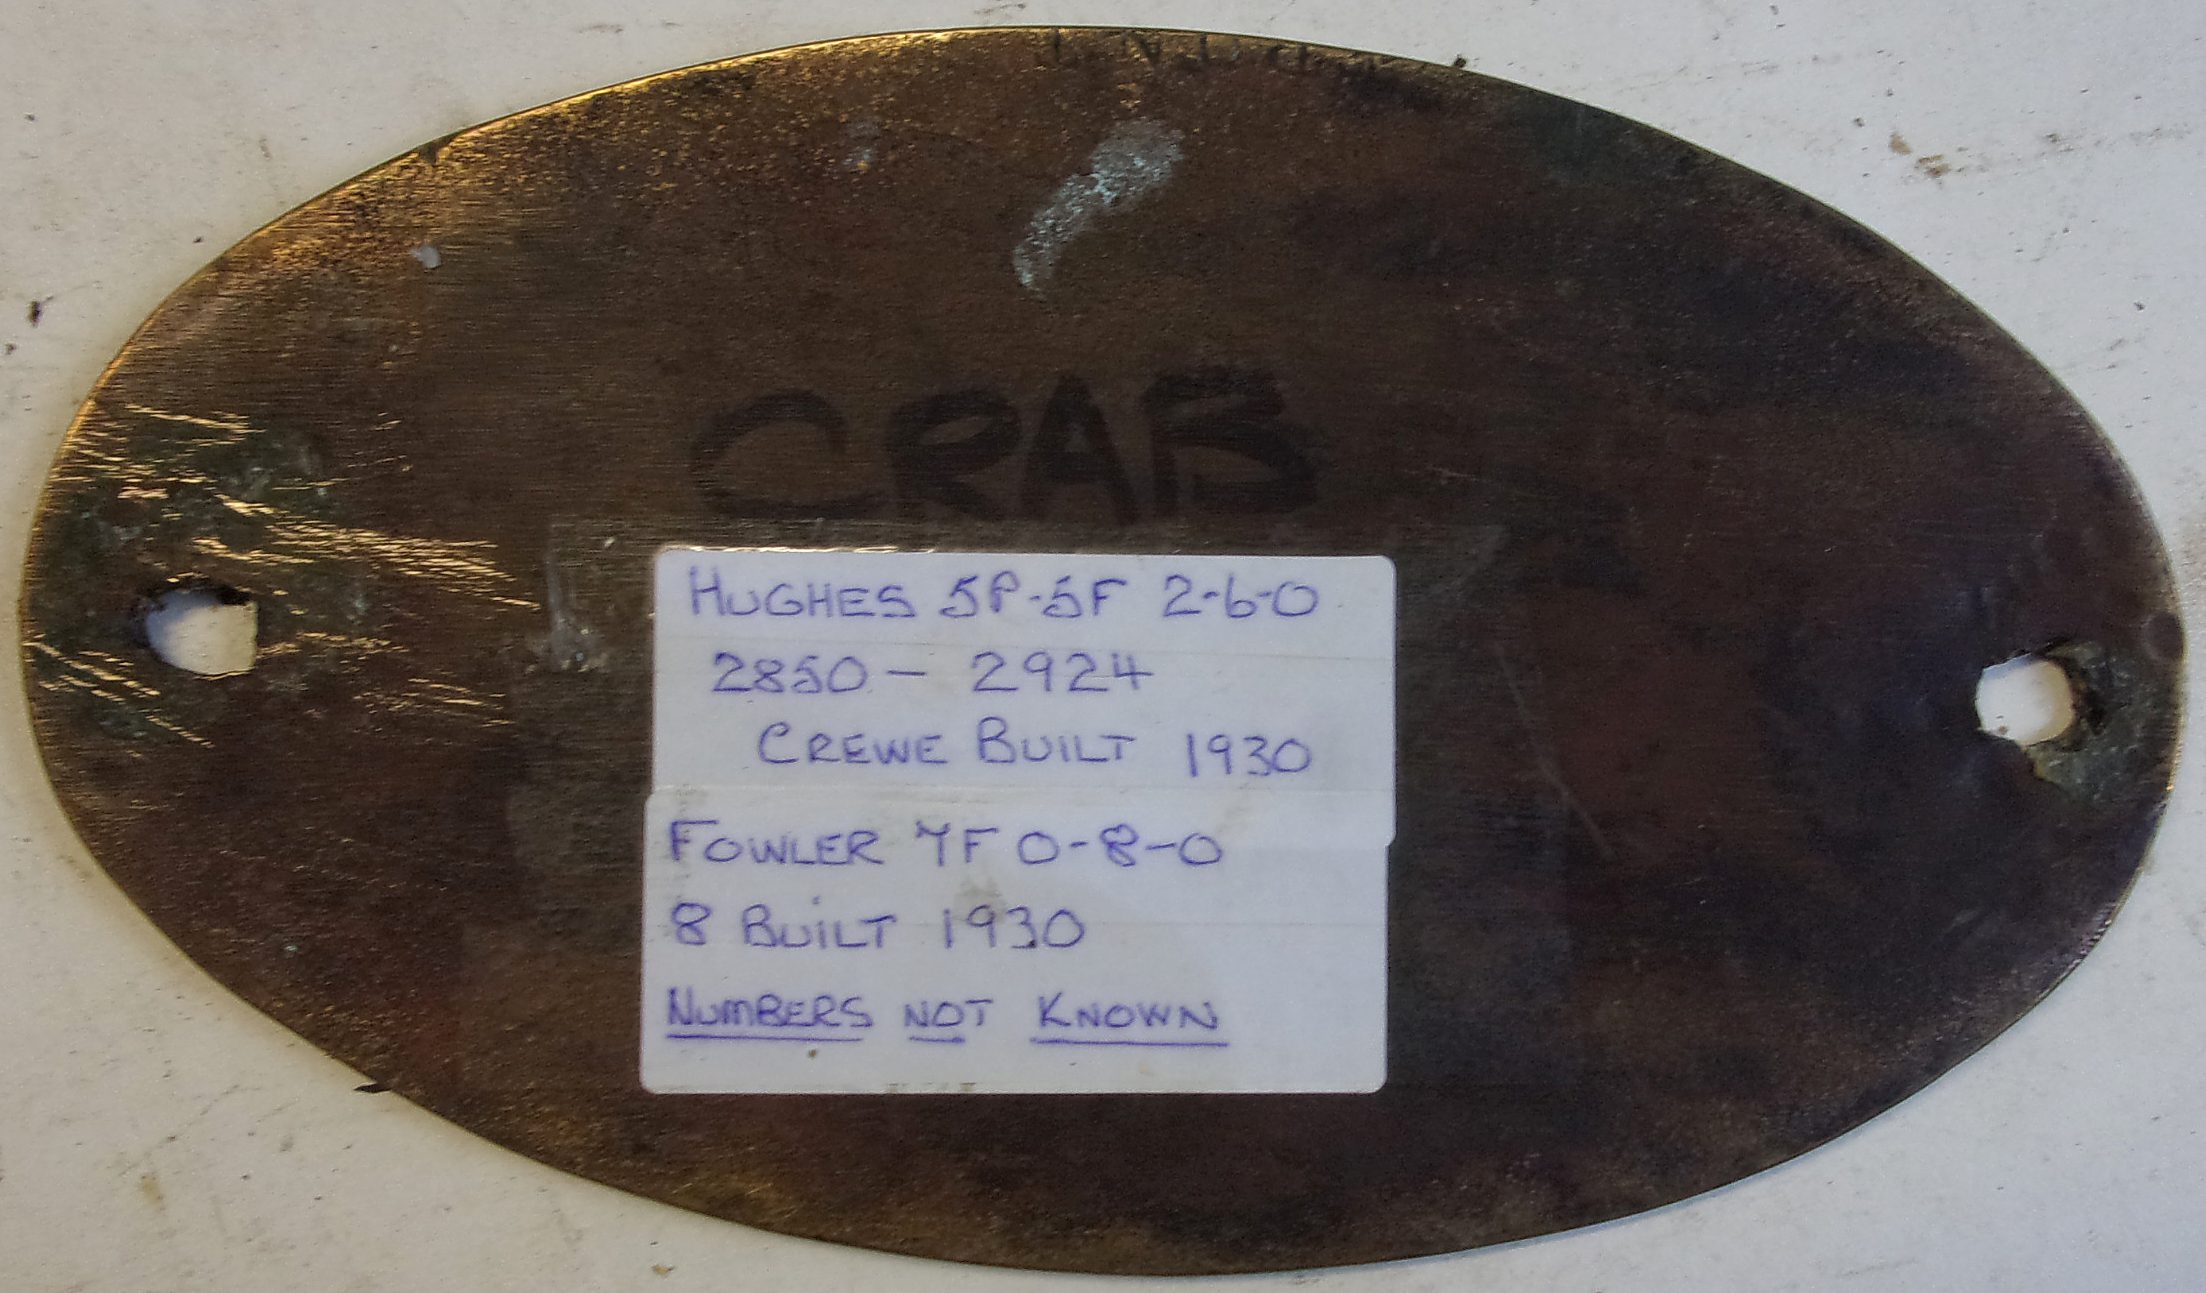 CRAB
HUGHES 5P-5F 2-6-0
2850 - 2924
CREWE BUILT 1930
FOWLER 7F 0-8-0
8 BUILT 1930
NUMBERS NOT KNOWN